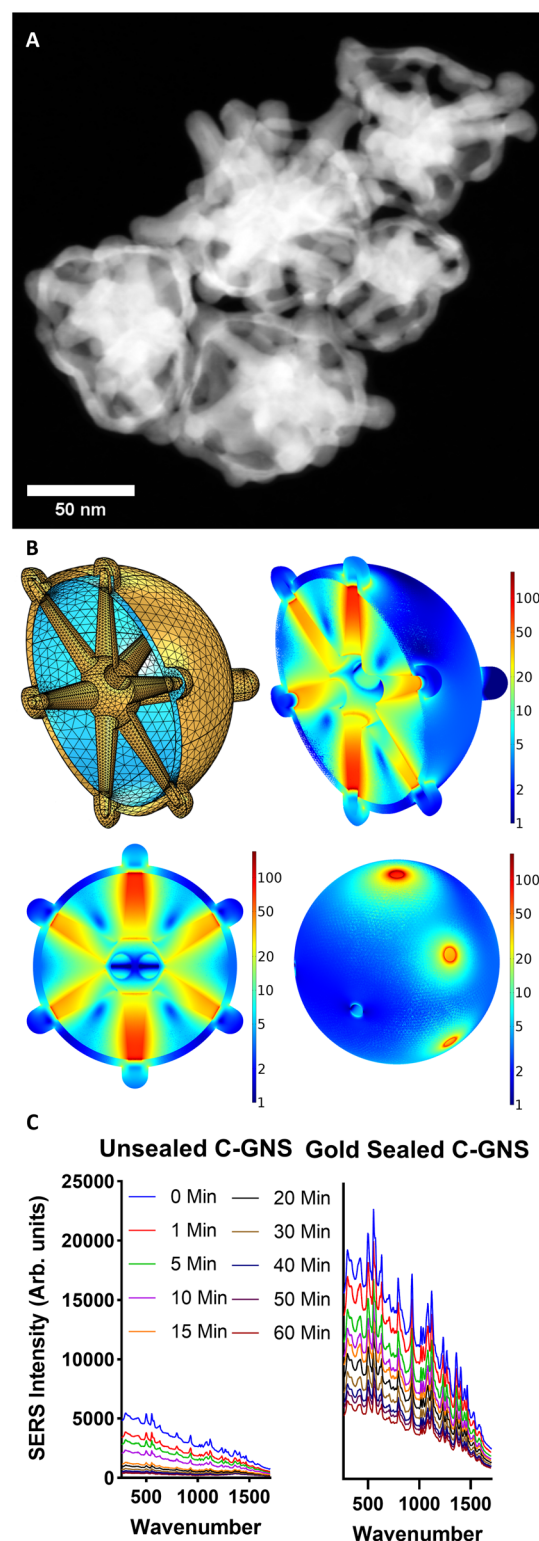 A
50 nm
B
100
50
20
10
5
2
1
100
50
20
10
5
2
1
100
50
20
10
5
2
1
C
Unsealed C-GNS Gold Sealed C-GNS
SERS Intensity (Arb. units)
25000
20000
15000
10000
5000
0
0 Min 20 Min
1 Min 30 Min
5 Min 40 Min
10 Min 50 Min
15 Min 60 Min
500 1000 1500
500 1000 1500
Wavenumber Wavenumber